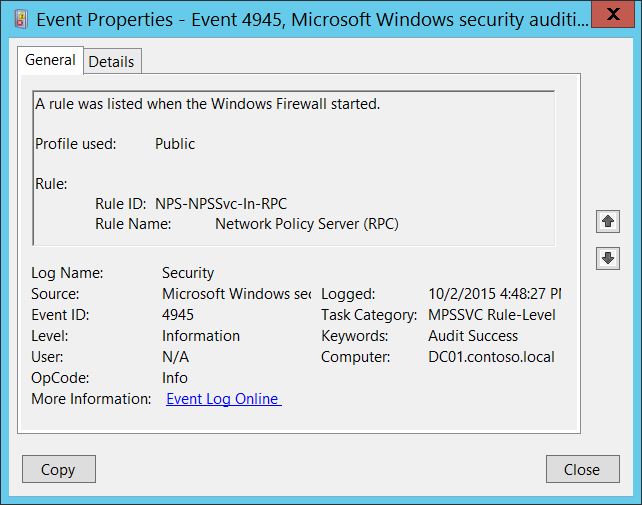 Event Properties - Event 4945, Microsoft Windows security auditi...
X
General Details
A rule was listed when the Windows Firewall started.
Profile used: Public
Rule:
Rule ID: NPS-NPSSvc-In-RPC
Rule Name: Network Policy Server (RPC)
Log Name: Security
Source: Microsoft Windows sec Logged: 10/2/2015 4:48:27 PM
Event ID: 4945 Task Category: MPSSVC Rule-Level
Level: Information Keywords: Audit Success
User: N/A Computer: DC01.contoso.local
OpCode: Info
More Information: Event Log Online
Copy Close